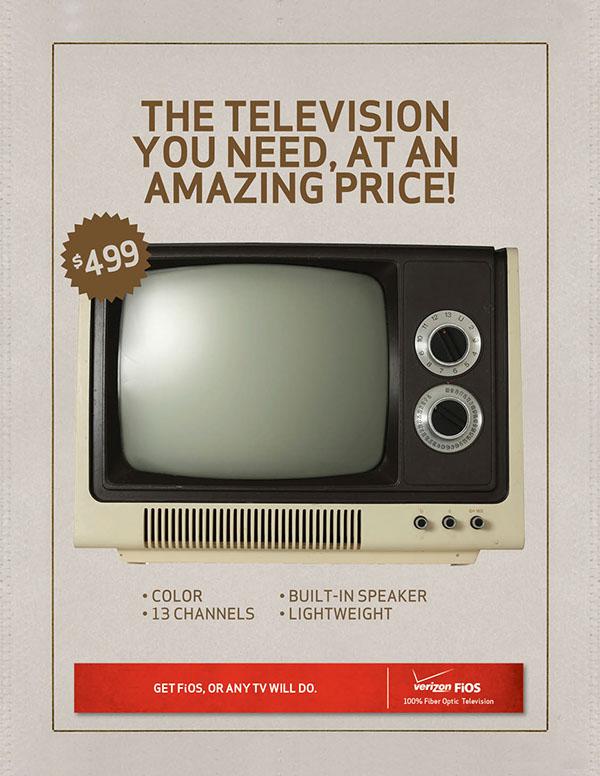 THE TELEVISION
YOU NEED, AT AN
AMAZING PRICE!
$499
• COLOR
• 13 CHANNELS
• BUILT-IN SPEAKER
• LIGHTWEIGHT
GET FiOS, OR ANY TV WILL DO.
verizon FiOS
100% Fiber Optic Television